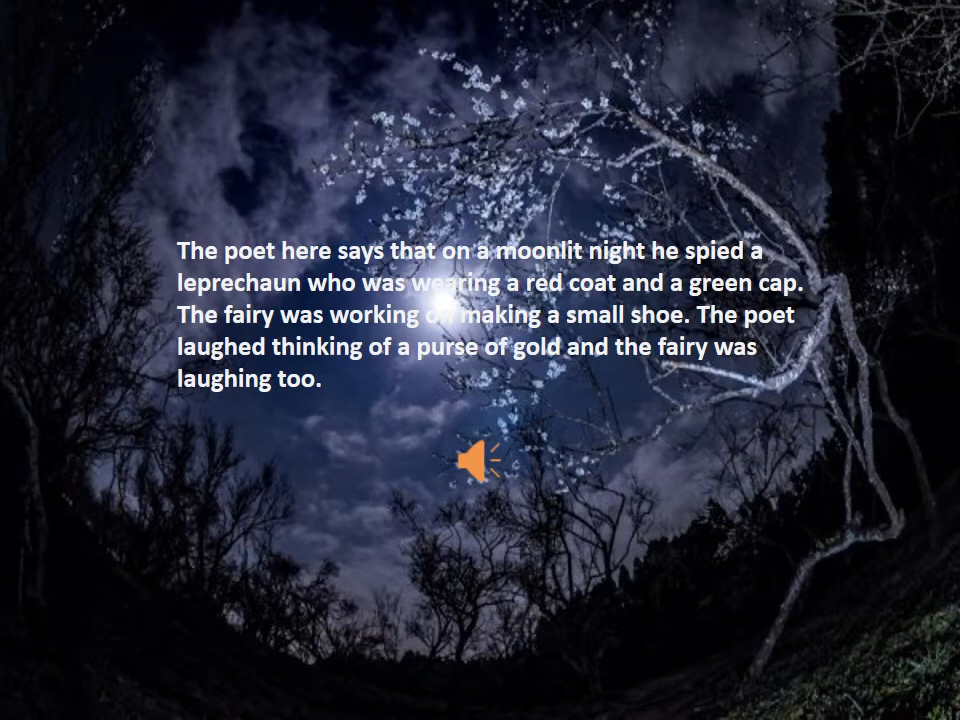 The poet here says that on a moonlit night he spied a
leprechaun who was wearing a red coat and a green cap.
The fairy was working on making a small shoe. The poet
laughed thinking of a purse of gold and the fairy was
laughing too.